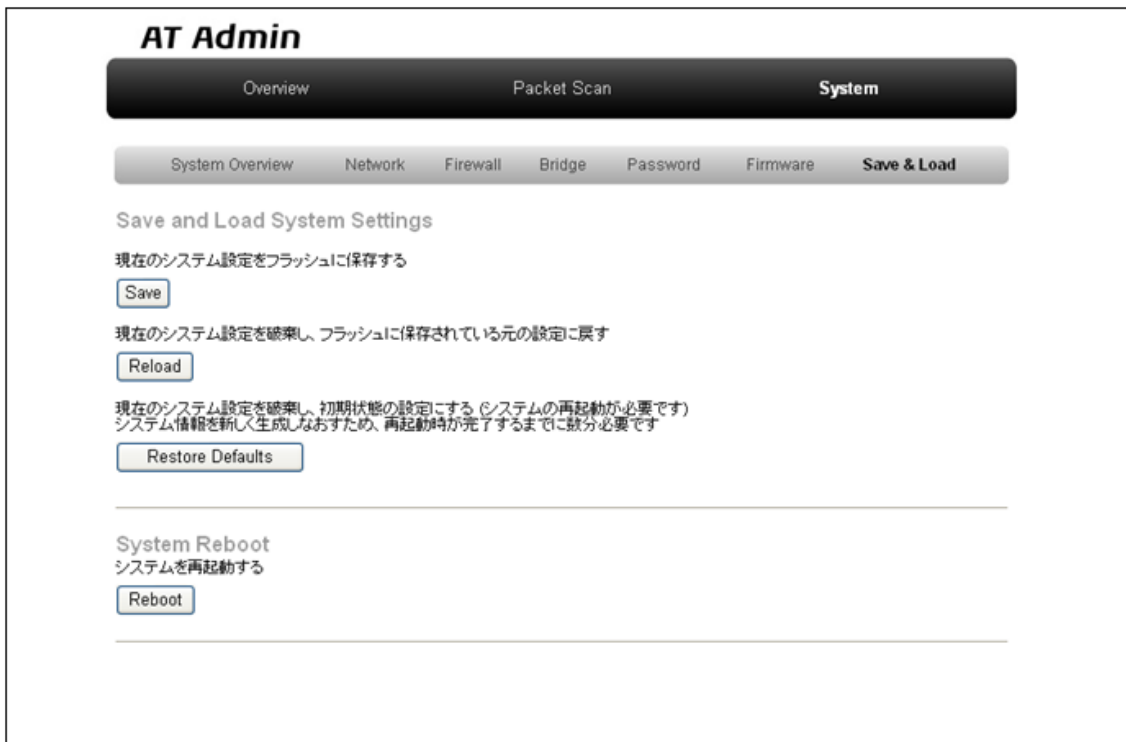 AT Admin
Overview Packet Scan System
System Overview Network Firewall Bridge Password Firmware Save & Load
Save and Load System Settings
現在のシステム設定をフラッシュに保存する
Save
現在のシステム設定を破棄し、フラッシュに保存されている元の設定に戻す
Reload
現在のシステム設定を破棄し、初期状態の設定にする (システムの再起動が必要です)
システム情報を新しく生成しなおすため、再起動時が完了するまでに数分必要です
Restore Defaults
System Reboot
システムを再起動する
Reboot